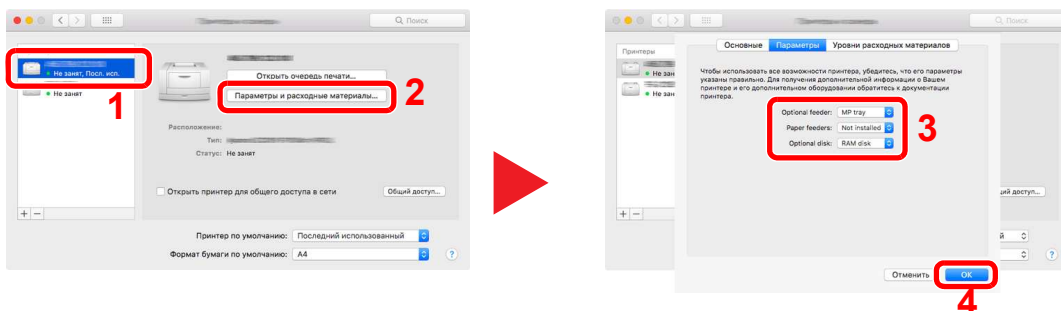 Поиск
Не занят, Посл. исп.
Не занят
1
Открыть очередь печати...
Параметры и расходные материалы...
2
Расположение:
Тип:
Статус: Не занят
Открыть принтер для общего доступа в сети
Общий доступ...
+ −
Принтер по умолчанию: Последний использованный
Формат бумаги по умолчанию: A4
?
Поиск
Принтеры
Не зан
Не зан
Основные Параметры Уровни расходных материалов
Чтобы использовать все возможности принтера, убедитесь, что его параметры
указаны правильно. Для получения дополнительной информации о Вашем
принтере и его дополнительном оборудовании обратитесь к документации
принтера.
Optional feeder: MP tray
Paper feeders: Not installed
Optional disk: RAM disk
3
ций доступ...
+ −
й
?
Отменить OK
4